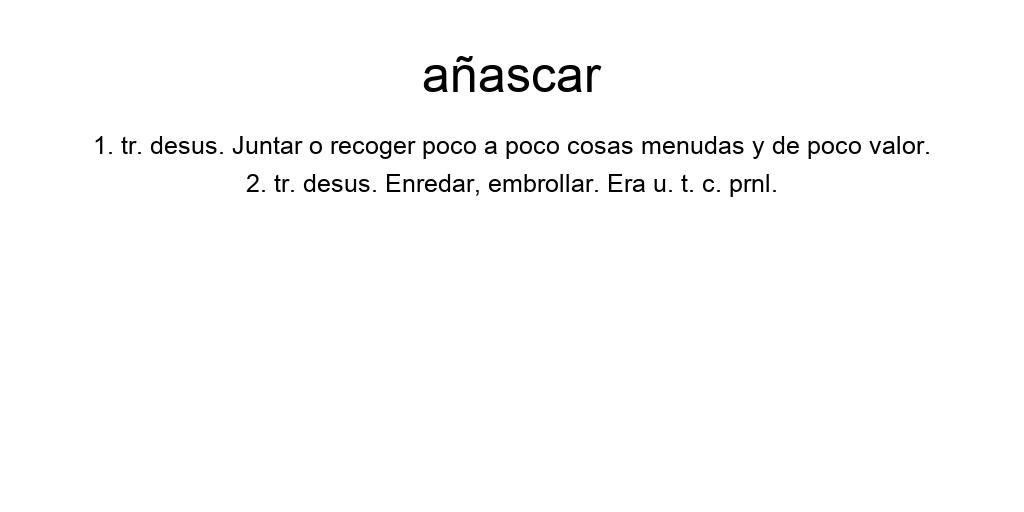 añascar
1. tr. desus. Juntar o recoger poco a poco cosas menudas y de poco valor.
2. tr. desus. Enredar, embrollar. Era u. t. c. prnl.